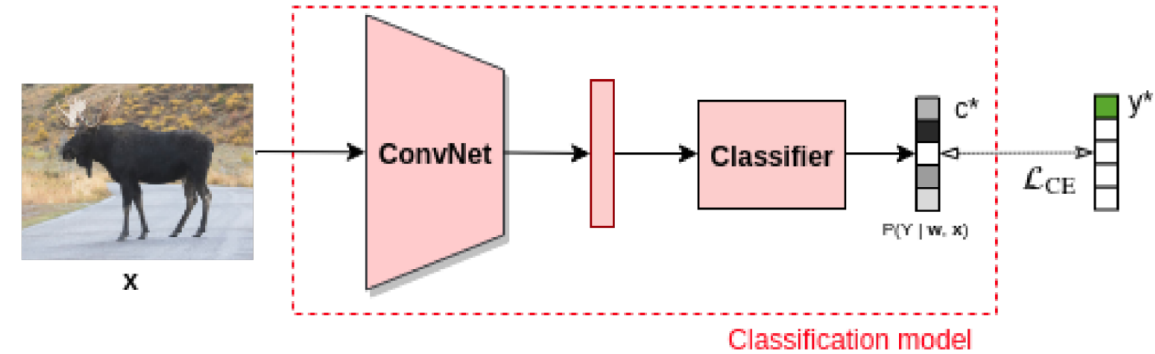 x
ConvNet
Classifier
c*
P(Y | w, x)
ℒCE
y*
Classification model